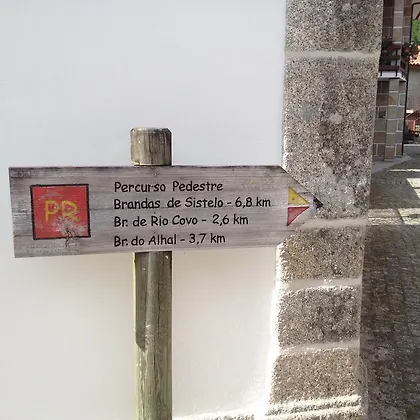 PR
Percurso Pedestre
Brandas de Sistelo - 6,8 km
Br. de Rio Covo - 2,6 km
Br. do Alhal - 3,7 km